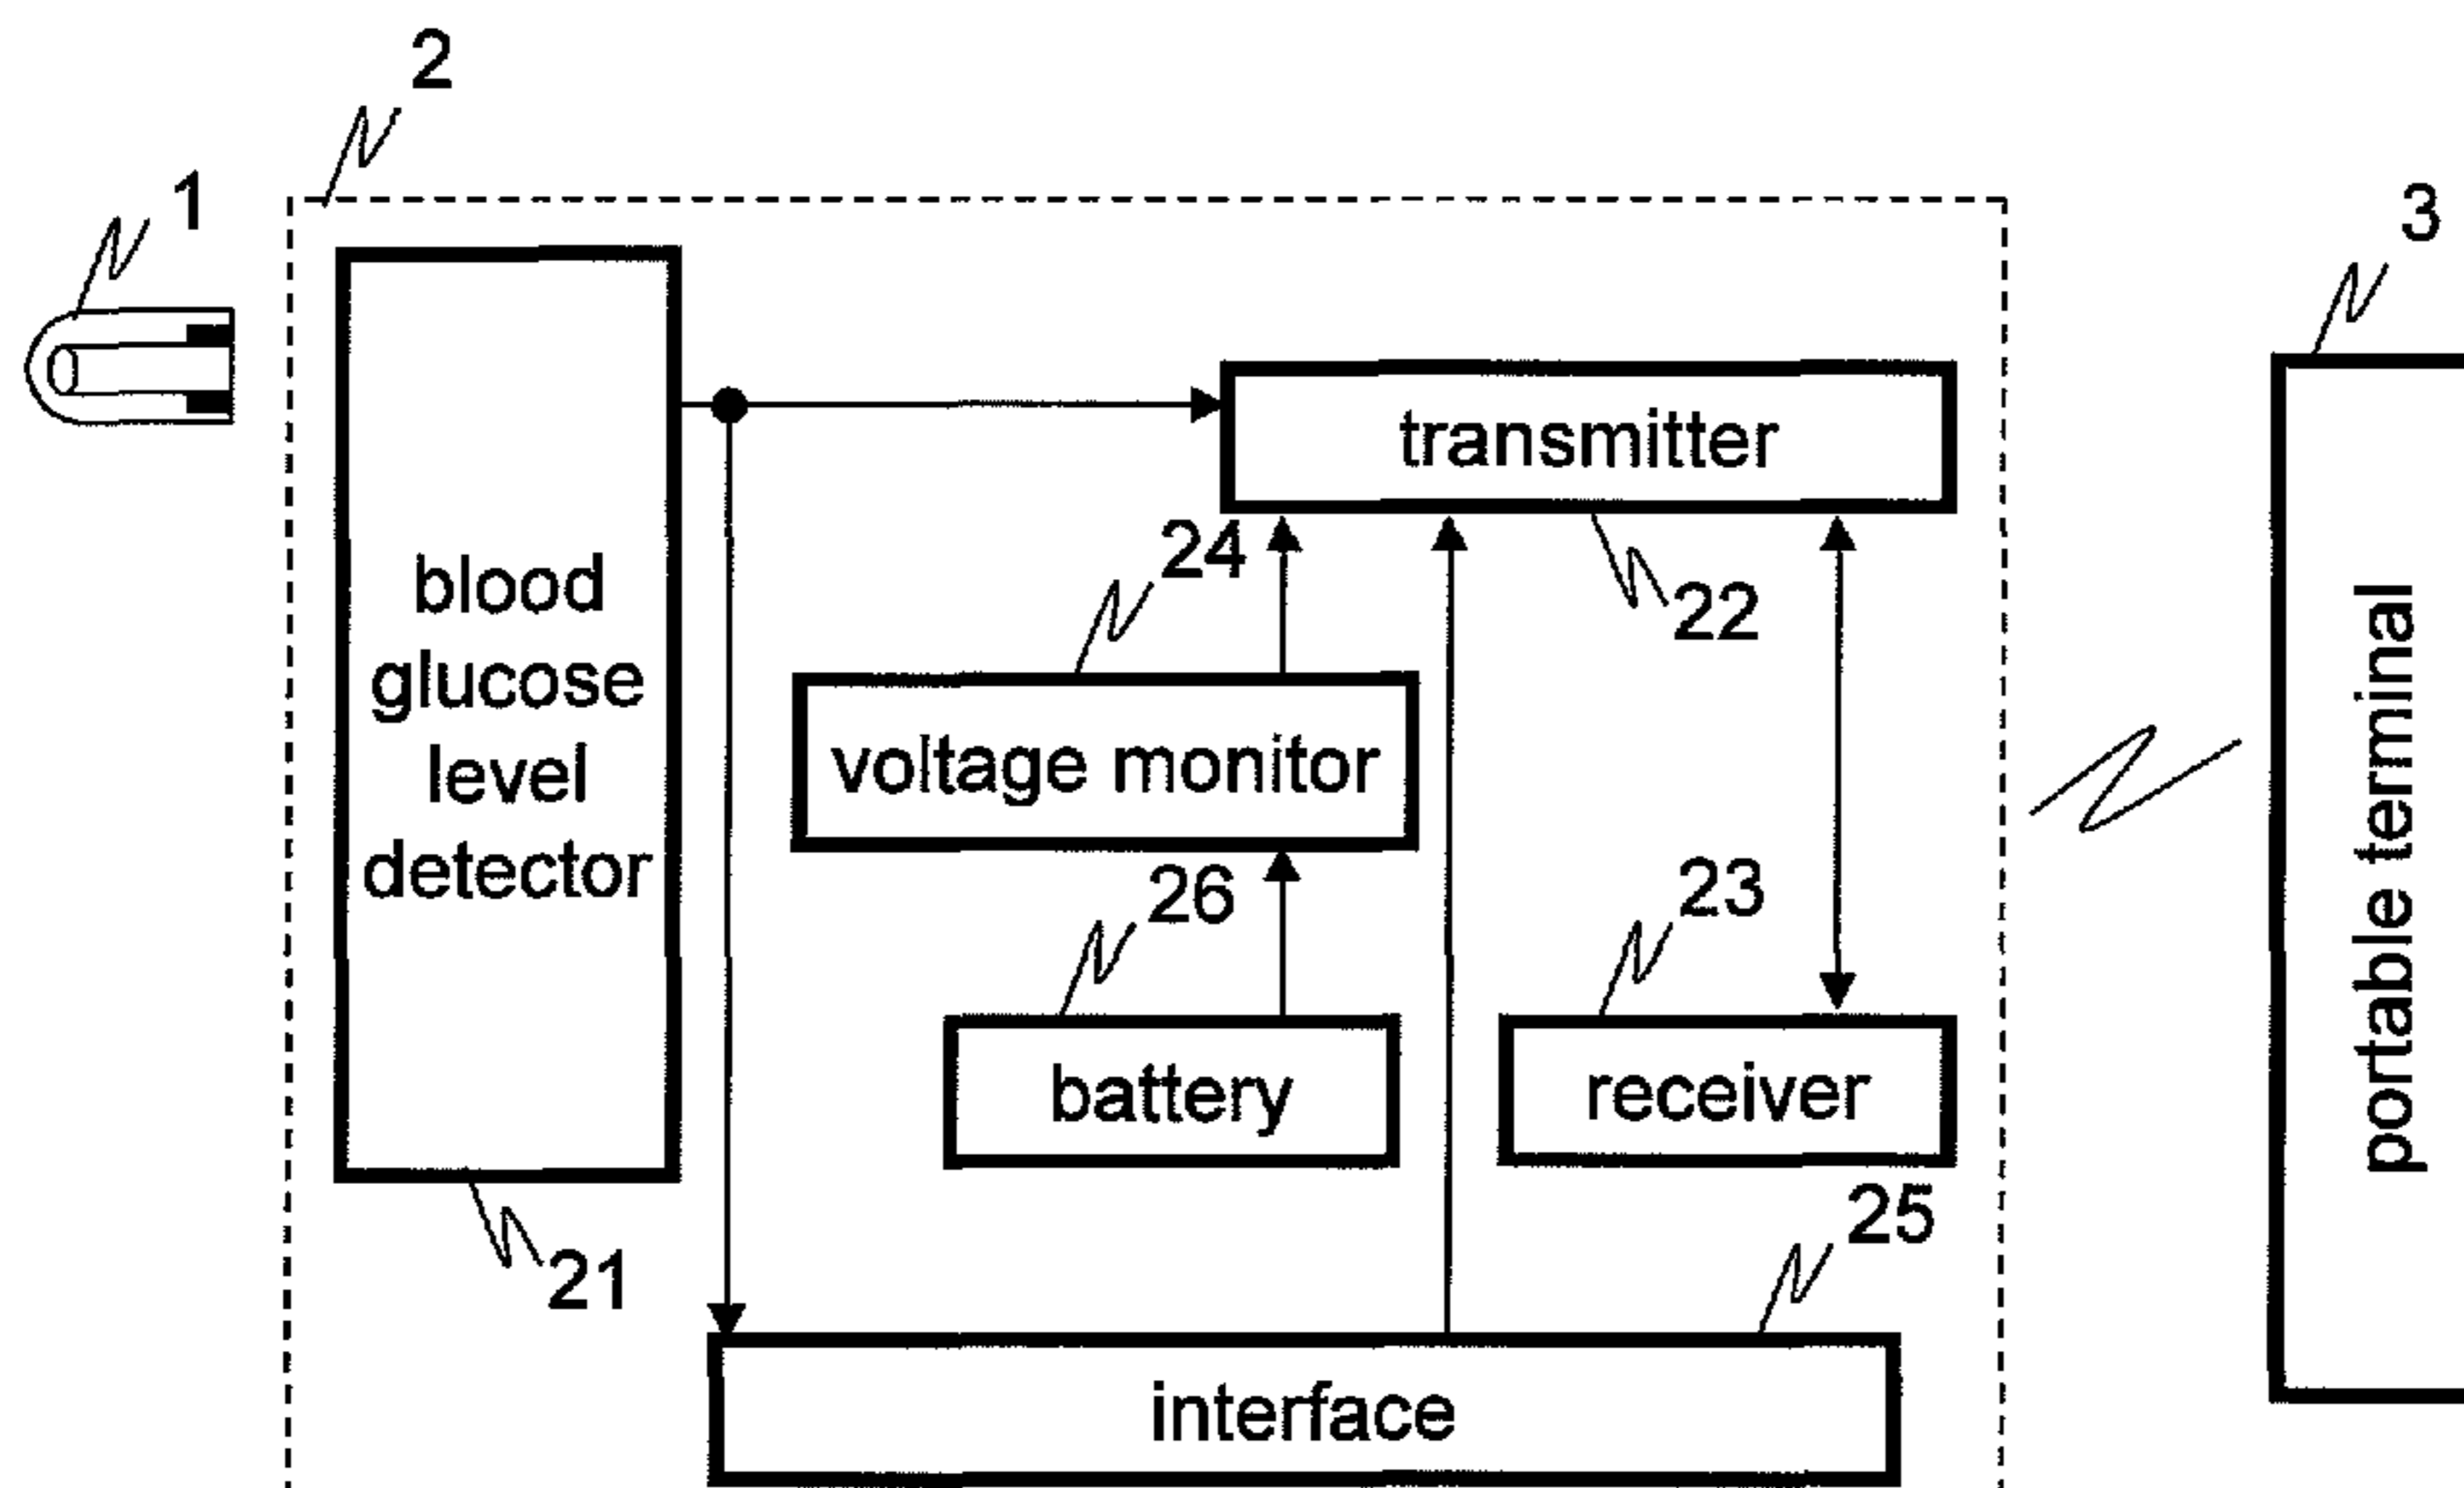 2
1
3
transmitter
24
22
blood
glucose
level
detector
voltage monitor
portable terminal
26
23
battery
receiver
25
21
interface